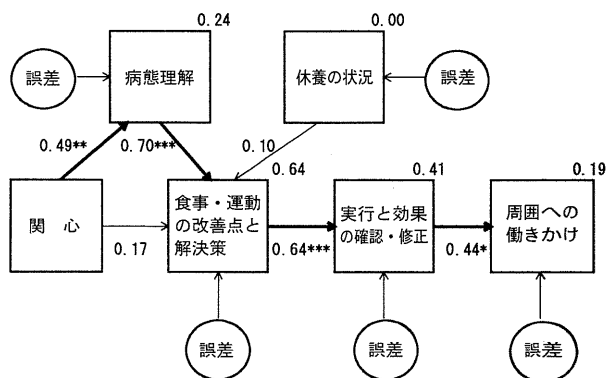 0.24
0.00
誤差
病態理解
休養の状況
誤差
0.49**
0.70***
0.10
0.64
0.41
0.19
関 心
0.17
食事・運動
の改善点と
解決策
0.64***
実行と効果
の確認・修正
0.44*
周囲への
働きかけ
誤差
誤差
誤差